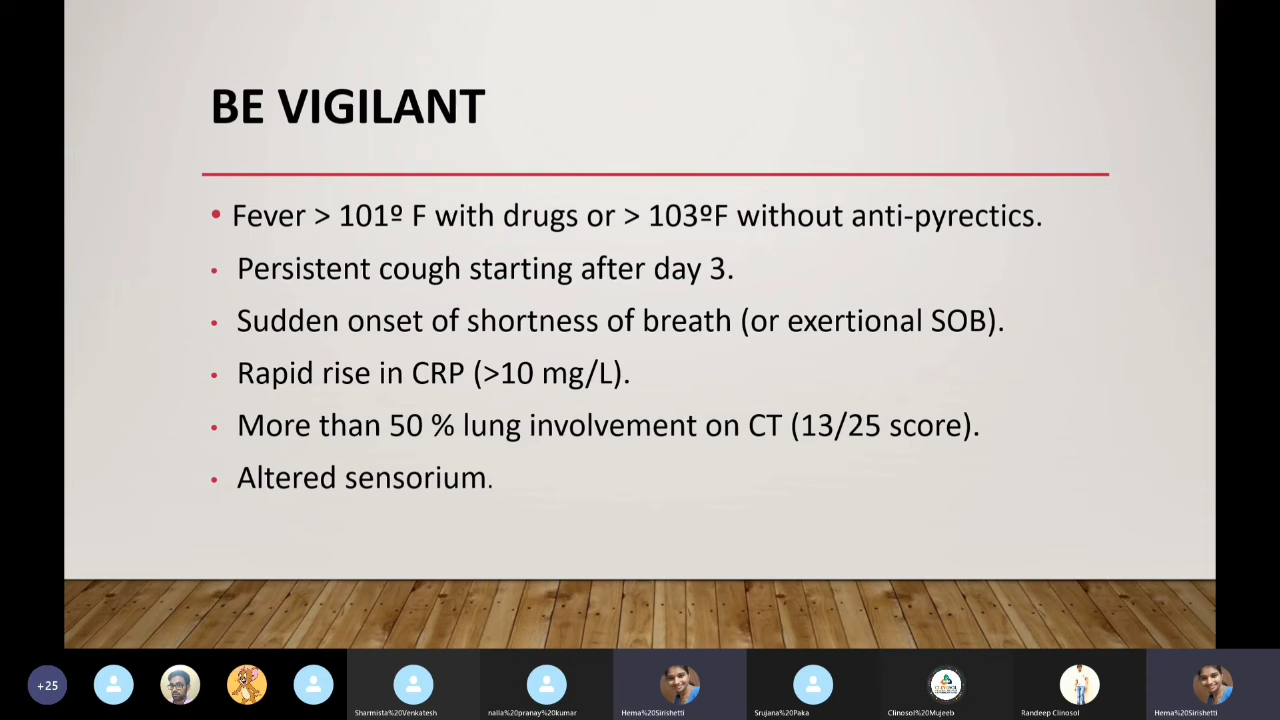 BE VIGILANT
• Fever > 101º F with drugs or > 103ºF without anti-pyrectics.
• Persistent cough starting after day 3.
• Sudden onset of shortness of breath (or exertional SOB).
• Rapid rise in CRP (>10 mg/L).
• More than 50 % lung involvement on CT (13/25 score).
• Altered sensorium.
+25
Sharmista%20Venkatesh
nalla%20pranay%20kumar
Hema%20Sirishetti
Srujana%20Paka
CLINOSOL
Clinosol%20Mujeeb
Randeep Clinosol
Hema%20Sirishetti